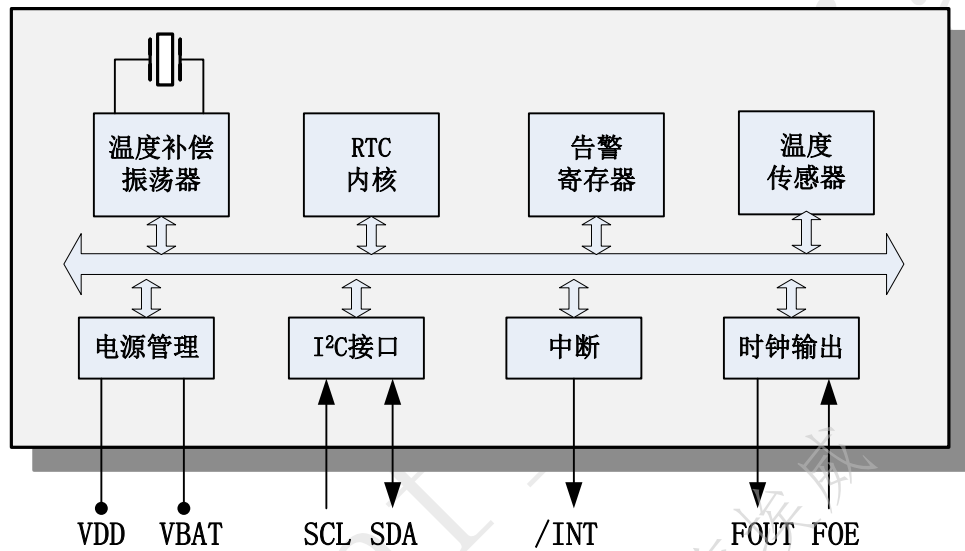 温度补偿
振荡器
RTC
内核
告警
寄存器
温度
传感器
电源管理
I²C接口
中断
时钟输出
VDD VBAT SCL SDA /INT FOUT FOE